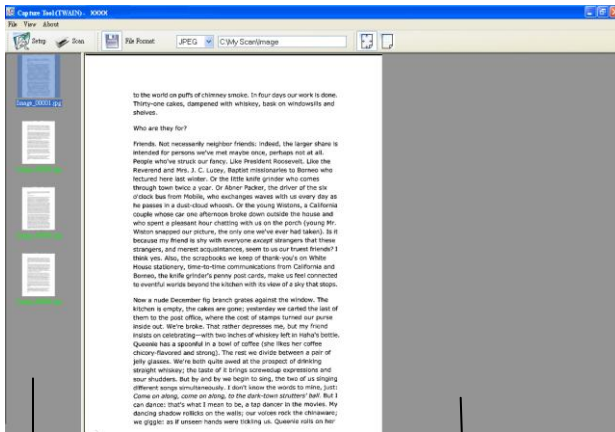 Capture Tool (TWAIN) - XXXX
File View About
Setup Scan File Format JPEG C:\My Scan\Image
Image_00001.jpg
to the world on puffs of chimney smoke. In four days our work is done.
Thirty-one cakes, dampened with whiskey, bask on windowsills and
shelves.
Who are they for?
Friends. Not necessarily neighbor friends: indeed, the larger share is
intended for persons we've met maybe once, perhaps not at all.
People who've struck our fancy. Like President Roosevelt. Like the
Reverend and Mrs. J. C. Lucey, Baptist missionaries to Borneo who
lectured here last winter. Or the little knife grinder who comes
through town twice a year. Or Abner Packer, the driver of the six
o'clock bus from Mobile, who exchanges waves with us every day as
he passes in a dust-cloud whoosh. Or the young Wistons, a California
couple whose car one afternoon broke down outside the house and
who spent a pleasant hour chatting with us on the porch (young Mr.
Wiston snapped our picture, the only one we've ever had taken). Is it
because my friend is shy with everyone except strangers that these
strangers, and merest acquaintances, seem to us our truest friends? I
think yes. Also, the scrapbooks we keep of thank-you's on White
House stationery, time-to-time communications from California and
Borneo, the knife grinder's penny post cards, make us feel connected
to eventful worlds beyond the kitchen with its view of a sky that stops.
Now a nude December fig branch grates against the window. The
kitchen is empty, the cakes are gone; yesterday we carted the last of
them to the post office, where the cost of stamps turned our purse
inside out. We're broke. That rather depresses me, but my friend
insists on celebrating—with two inches of whiskey left in Haha's bottle.
Queenie has a spoonful in a bowl of coffee (she likes her coffee
chicory-flavored and strong). The rest we divide between a pair of
jelly glasses. We're both quite awed at the prospect of drinking
straight whiskey; the taste of it brings screwedup expressions and
sour shudders. But by and by we begin to sing, the two of us singing
different songs simultaneously. I don't know the words to mine, just:
Come on along, come on along, to the dark-town strutters' ball. But I
can dance: that's what I mean to be, a tap dancer in the movies. My
dancing shadow rollicks on the walls; our voices rock the chinaware;
we giggle: as if unseen hands were tickling us. Queenie rolls on her